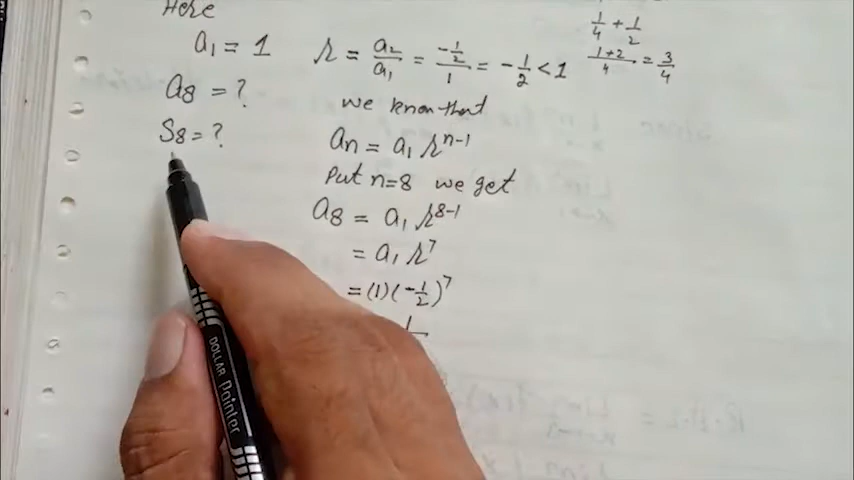 Here
a₁ = 1
a₈ = ?
S₈ = ?
r = a₂/a₁ = (-1/2)/1 = -1/2 < 1
we know that
aₙ = a₁ rⁿ⁻¹
Put n=8 we get
a₈ = a₁ r⁸⁻¹
= a₁ r⁷
= (1)(-1/2)⁷
1/4 + 1/2
(1+2)/4 = 3/4
DOLLAR Pointer